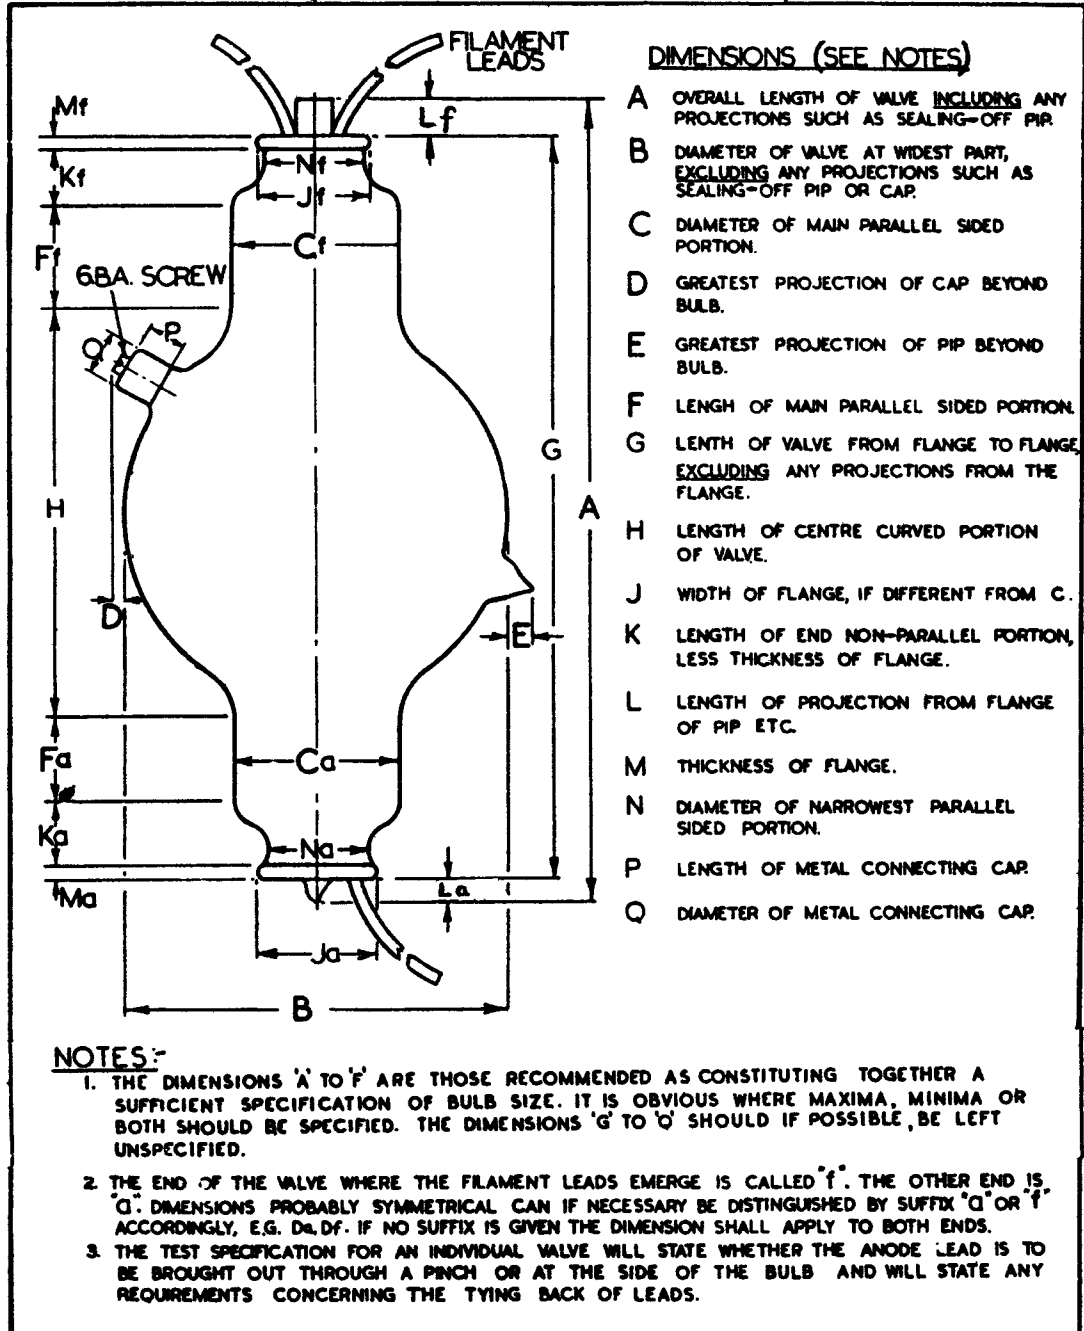 FILAMENT
LEADS
Mf
Lf
Nf
Kf
Jf
Cf
Ff
6.B.A. SCREW
P
Q
G
A
H
D
E
Fa
Ca
Ka
Na
Ma
La
Ja
B
DIMENSIONS (SEE NOTES)
A OVERALL LENGTH OF VALVE INCLUDING ANY
PROJECTIONS SUCH AS SEALING-OFF PIP.
B DIAMETER OF VALVE AT WIDEST PART,
EXCLUDING ANY PROJECTIONS SUCH AS
SEALING-OFF PIP OR CAP.
C DIAMETER OF MAIN PARALLEL SIDED
PORTION.
D GREATEST PROJECTION OF CAP BEYOND
BULB.
E GREATEST PROJECTION OF PIP BEYOND
BULB.
F LENGH OF MAIN PARALLEL SIDED PORTION.
G LENTH OF VALVE FROM FLANGE TO FLANGE,
EXCLUDING ANY PROJECTIONS FROM THE
FLANGE.
H LENGTH OF CENTRE CURVED PORTION
OF VALVE.
J WIDTH OF FLANGE, IF DIFFERENT FROM C.
K LENGTH OF END NON-PARALLEL PORTION,
LESS THICKNESS OF FLANGE.
L LENGTH OF PROJECTION FROM FLANGE
OF PIP ETC.
M THICKNESS OF FLANGE.
N DIAMETER OF NARROWEST PARALLEL
SIDED PORTION.
P LENGTH OF METAL CONNECTING CAP.
Q DIAMETER OF METAL CONNECTING CAP.
NOTES:-
1. THE DIMENSIONS 'A' TO 'F' ARE THOSE RECOMMENDED AS CONSTITUTING TOGETHER A
SUFFICIENT SPECIFICATION OF BULB SIZE. IT IS OBVIOUS WHERE MAXIMA, MINIMA OR
BOTH SHOULD BE SPECIFIED. THE DIMENSIONS 'G' TO 'Q' SHOULD IF POSSIBLE, BE LEFT
UNSPECIFIED.
2. THE END OF THE VALVE WHERE THE FILAMENT LEADS EMERGE IS CALLED "f". THE OTHER END IS
"a". DIMENSIONS PROBABLY SYMMETRICAL CAN IF NECESSARY BE DISTINGUISHED BY SUFFIX "a" OR "f"
ACCORDINGLY, E.G. Da, Df. IF NO SUFFIX IS GIVEN THE DIMENSION SHALL APPLY TO BOTH ENDS.
3. THE TEST SPECIFICATION FOR AN INDIVIDUAL VALVE WILL STATE WHETHER THE ANODE LEAD IS TO
BE BROUGHT OUT THROUGH A PINCH OR AT THE SIDE OF THE BULB AND WILL STATE ANY
REQUIREMENTS CONCERNING THE TYING BACK OF LEADS.